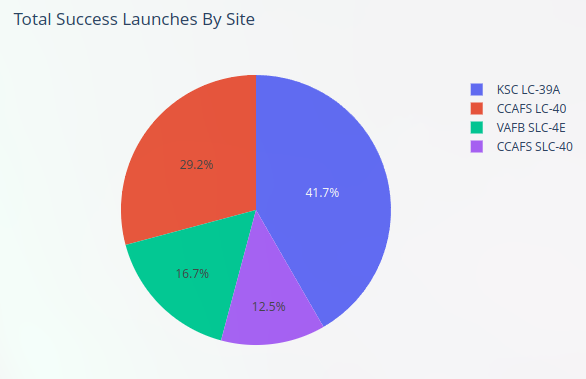 Total Success Launches By Site
KSC LC-39A
CCAFS LC-40
VAFB SLC-4E
CCAFS SLC-40
29.2%
41.7%
16.7%
12.5%